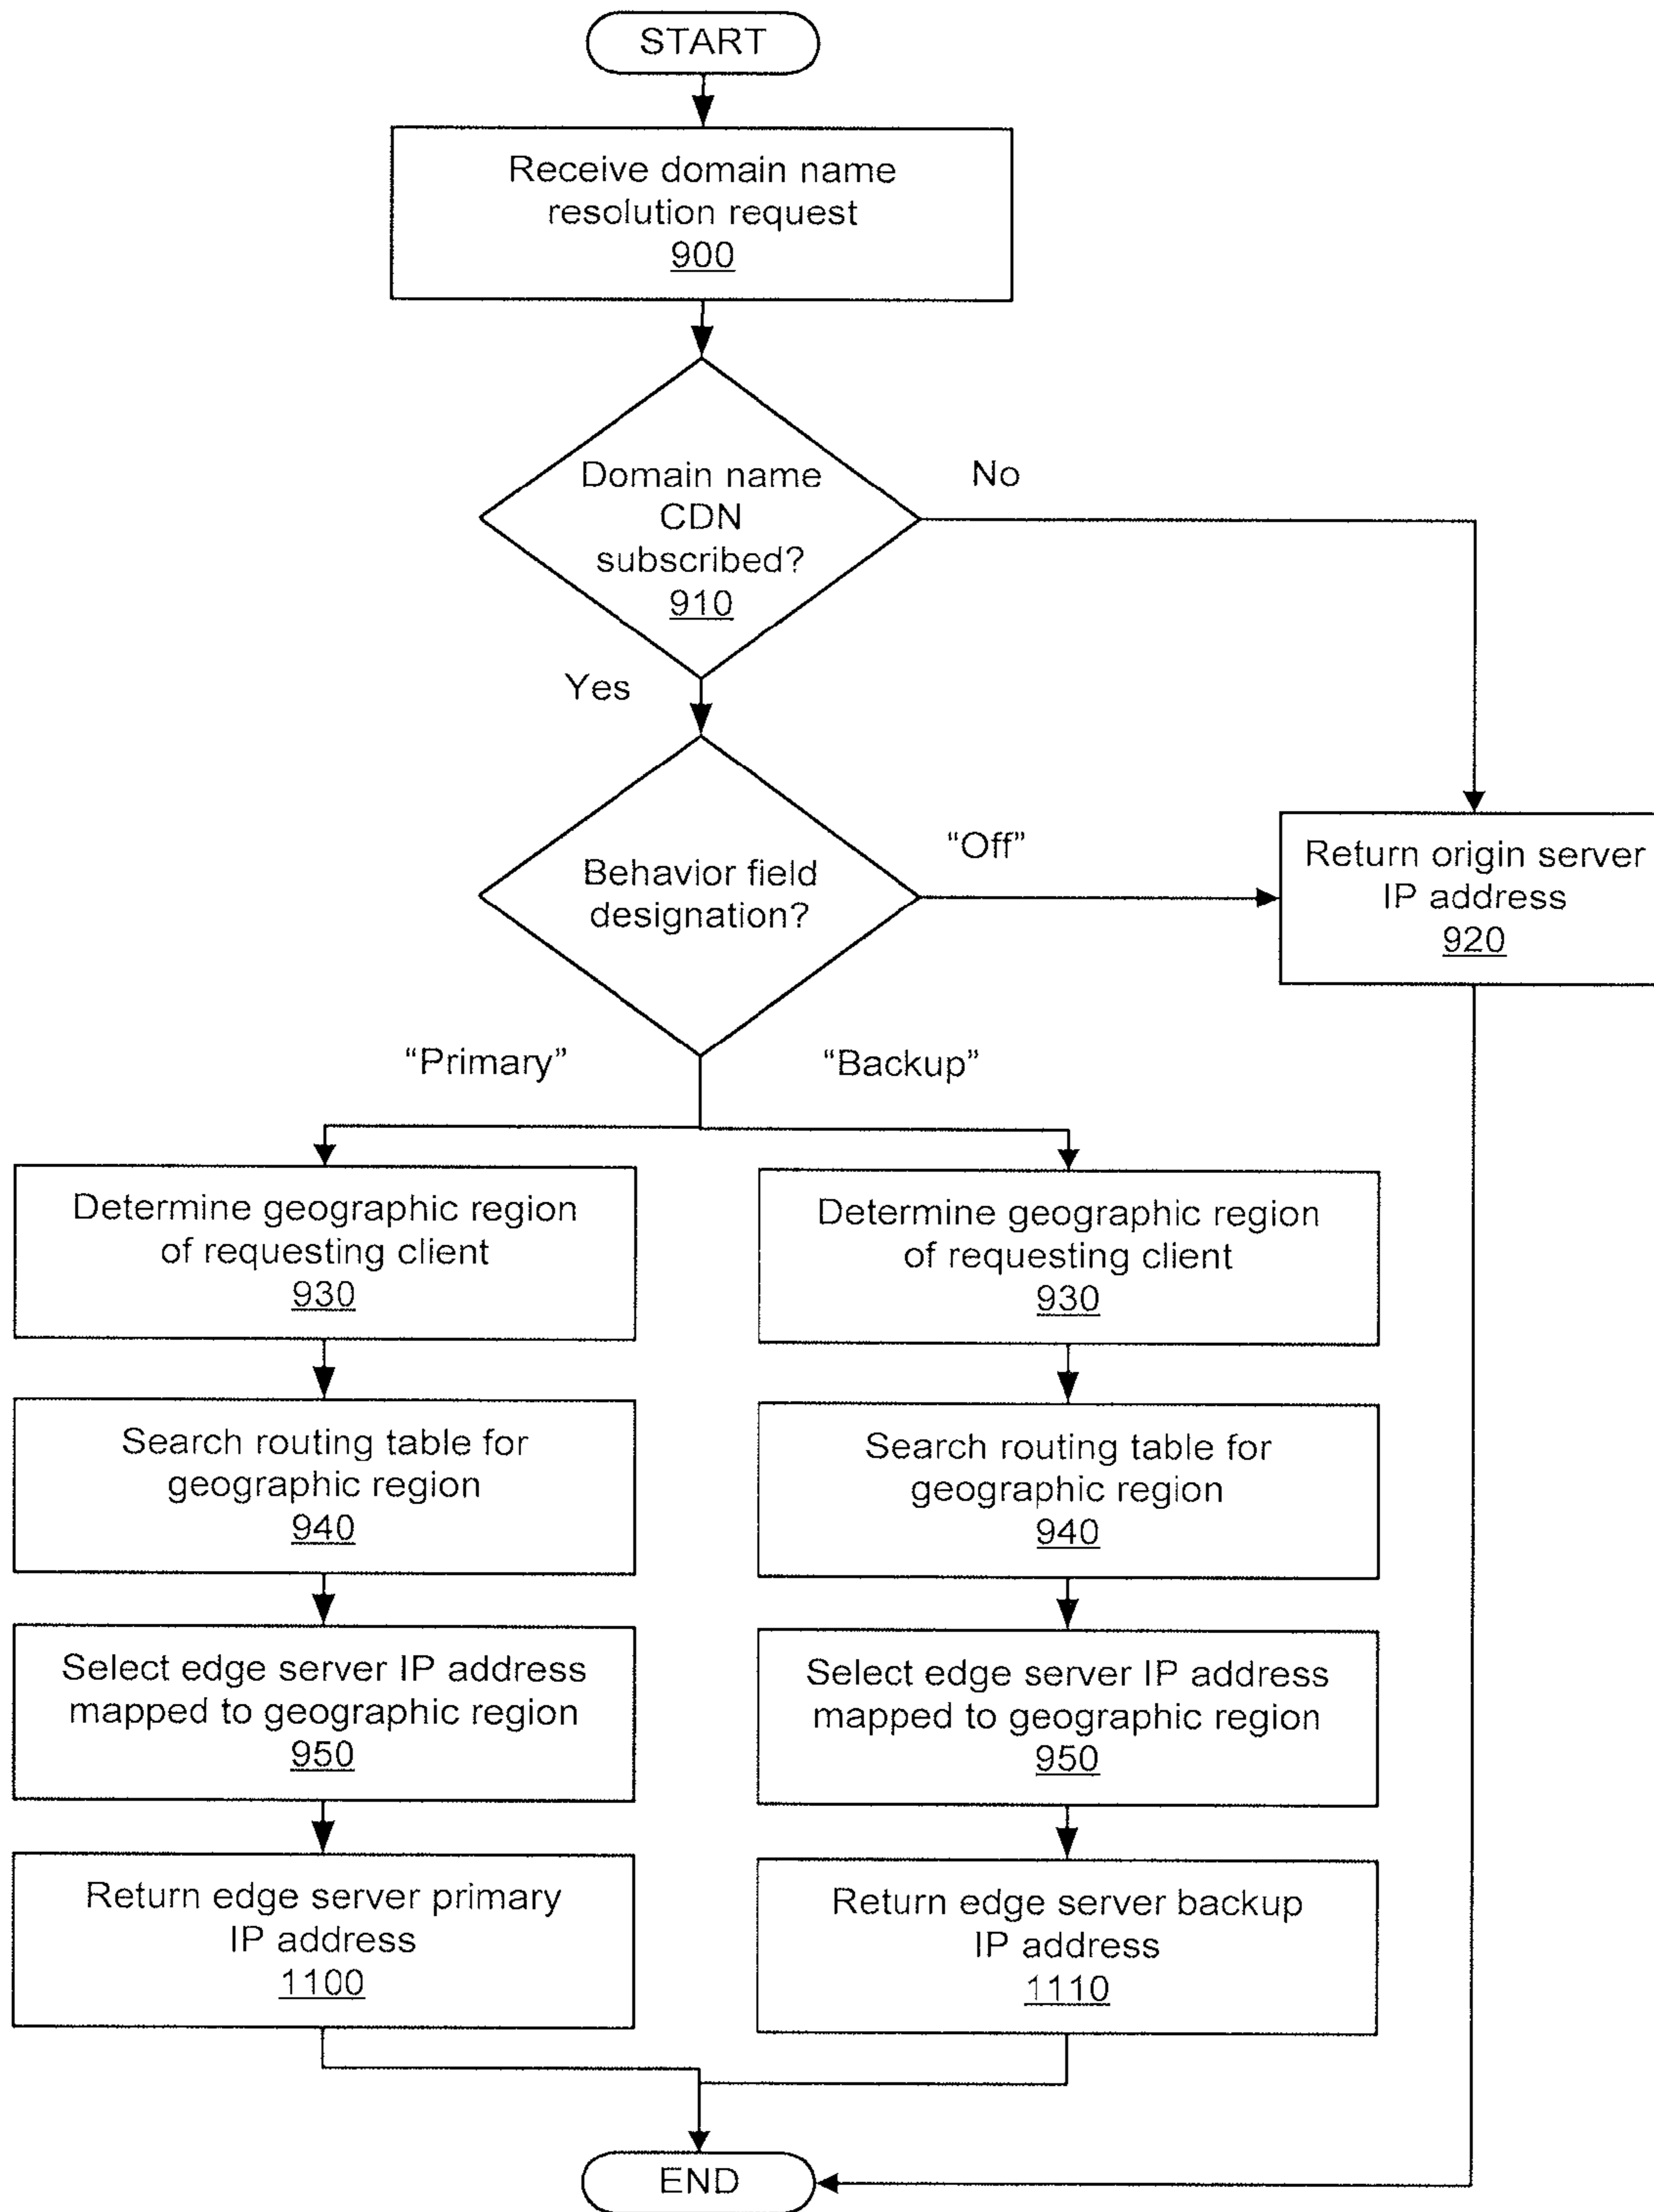 START
Receive domain name
resolution request
900
Domain name
CDN
subscribed?
910
No
Yes
Behavior field
designation?
“Off”
Return origin server
IP address
920
“Primary”
“Backup”
Determine geographic region
of requesting client
930
Search routing table for
geographic region
940
Select edge server IP address
mapped to geographic region
950
Return edge server primary
IP address
1100
Determine geographic region
of requesting client
930
Search routing table for
geographic region
940
Select edge server IP address
mapped to geographic region
950
Return edge server backup
IP address
1110
END